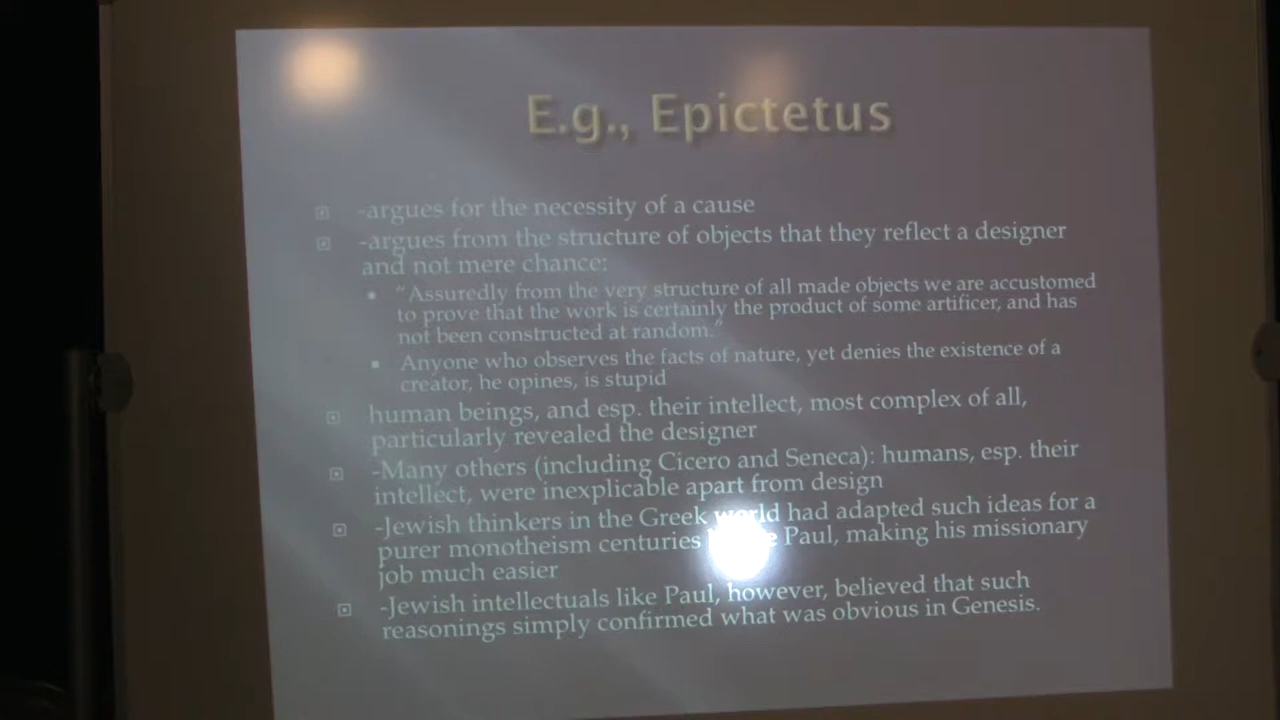 E.g., Epictetus
-argues for the necessity of a cause
-argues from the structure of objects that they reflect a designer
and not mere chance:
"Assuredly from the very structure of all made objects we are accustomed
to prove that the work is certainly the product of some artificer, and has
not been constructed at random."
Anyone who observes the facts of nature, yet denies the existence of a
creator, he opines, is stupid
human beings, and esp. their intellect, most complex of all,
particularly revealed the designer
-Many others (including Cicero and Seneca): humans, esp. their
intellect, were inexplicable apart from design
-Jewish thinkers in the Greek world had adapted such ideas for a
purer monotheism centuries Paul, making his missionary
job much easier
-Jewish intellectuals like Paul, however, believed that such
reasonings simply confirmed what was obvious in Genesis.